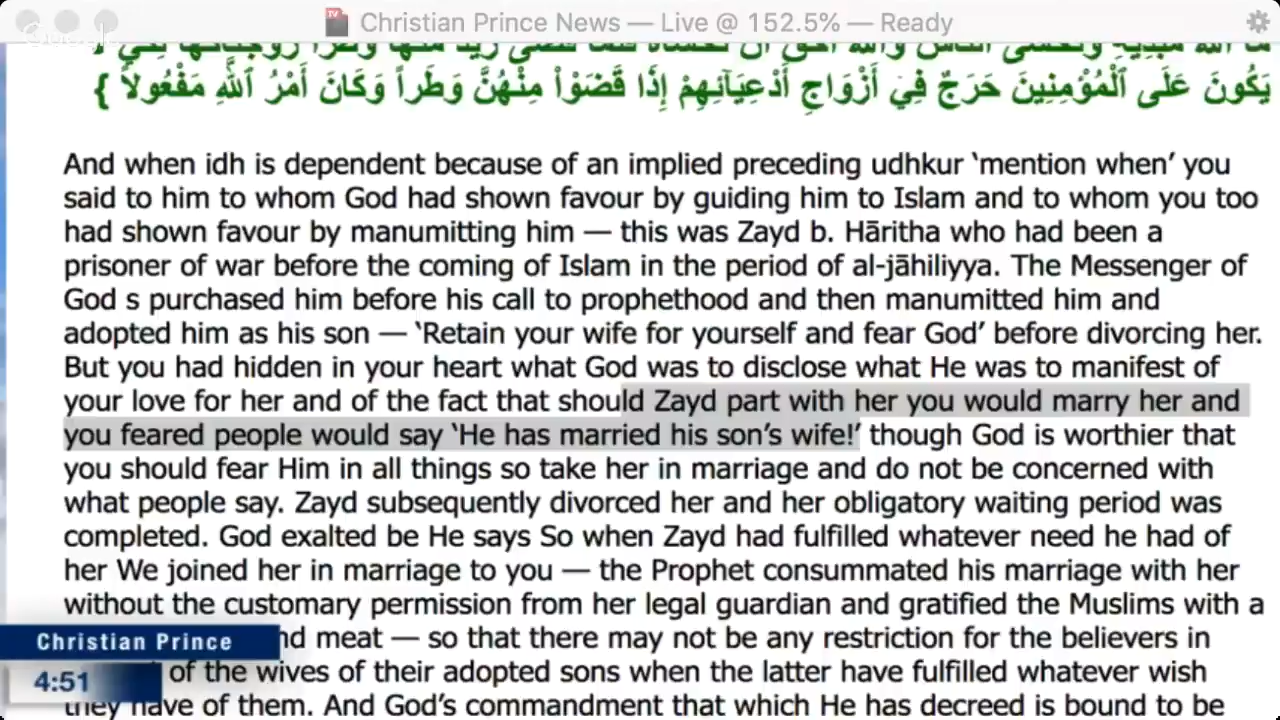 Christian Prince News — Live @ 152.5% — Ready
Google
يَكُونَ عَلَى ٱلْمُؤْمِنِينَ حَرَجٌ فِيۤ أَزْوَاجِ أَدْعِيَآئِهِمْ إِذَا قَضَوْاْ مِنْهُنَّ وَطَراً وَكَانَ أَمْرُ ٱللَّهِ مَفْعُولاً }
And when idh is dependent because of an implied preceding udhkur ‘mention when’ you
said to him to whom God had shown favour by guiding him to Islam and to whom you too
had shown favour by manumitting him — this was Zayd b. Hāritha who had been a
prisoner of war before the coming of Islam in the period of al-jāhiliyya. The Messenger of
God s purchased him before his call to prophethood and then manumitted him and
adopted him as his son — ‘Retain your wife for yourself and fear God’ before divorcing her.
But you had hidden in your heart what God was to disclose what He was to manifest of
your love for her and of the fact that should Zayd part with her you would marry her and
you feared people would say ‘He has married his son’s wife!’ though God is worthier that
you should fear Him in all things so take her in marriage and do not be concerned with
what people say. Zayd subsequently divorced her and her obligatory waiting period was
completed. God exalted be He says So when Zayd had fulfilled whatever need he had of
her We joined her in marriage to you — the Prophet consummated his marriage with her
without the customary permission from her legal guardian and gratified the Muslims with a
nd meat — so that there may not be any restriction for the believers in
of the wives of their adopted sons when the latter have fulfilled whatever wish
they have of them. And God’s commandment that which He has decreed is bound to be
Christian Prince
4:51